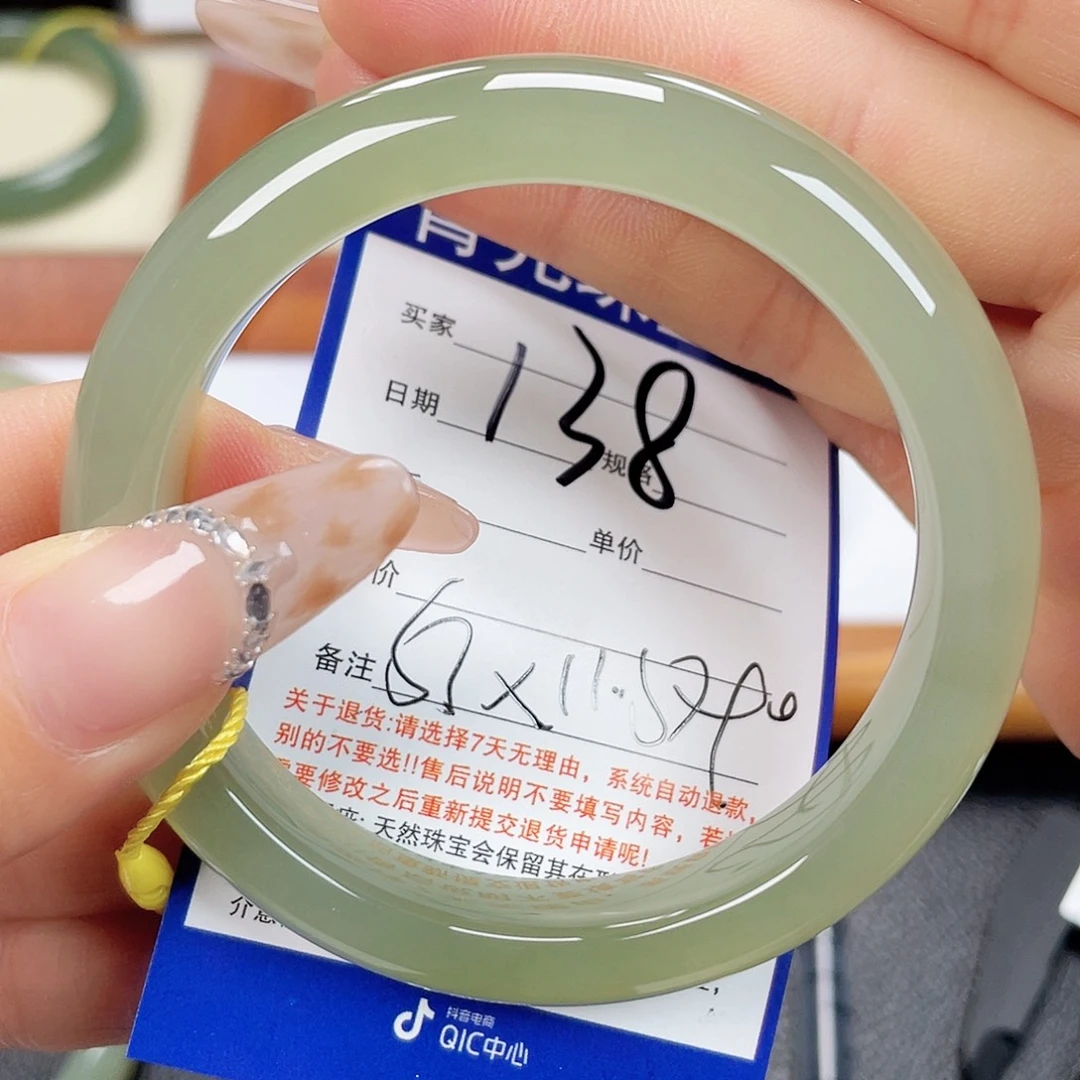 买家
138
日期
规格
单价
价
备注
关于退货:请选择7天无理由，系统自动退款，
别的不要选!!售后说明不要填写内容，若
要修改之后重新提交退货申请呢!
天然珠宝会保留其在
抖音电商
QIC中心